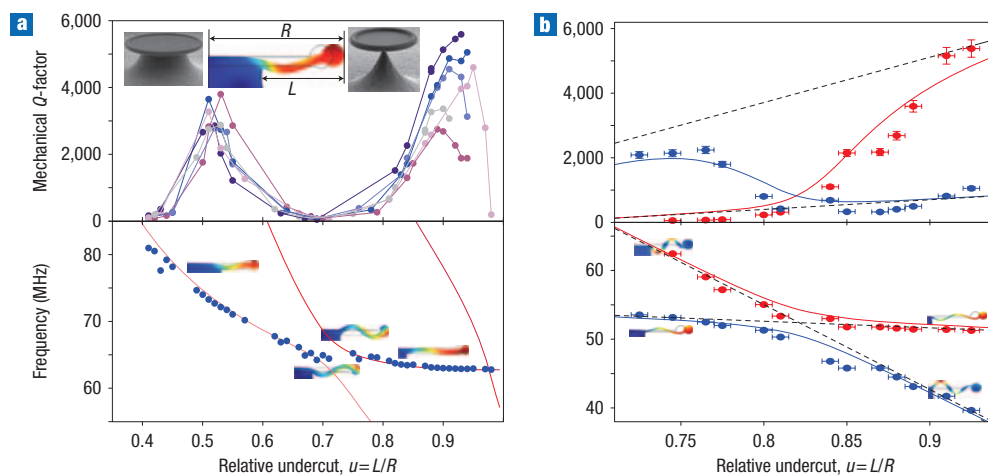 a
6,000
4,000
2,000
0
Mechanical Q-factor
R
L
80
70
60
Frequency (MHz)
0.4 0.5 0.6 0.7 0.8 0.9
Relative undercut, u = L/R
b
6,000
4,000
2,000
0
60
50
40
0.75 0.80 0.85 0.9
Relative undercut, u = L/R